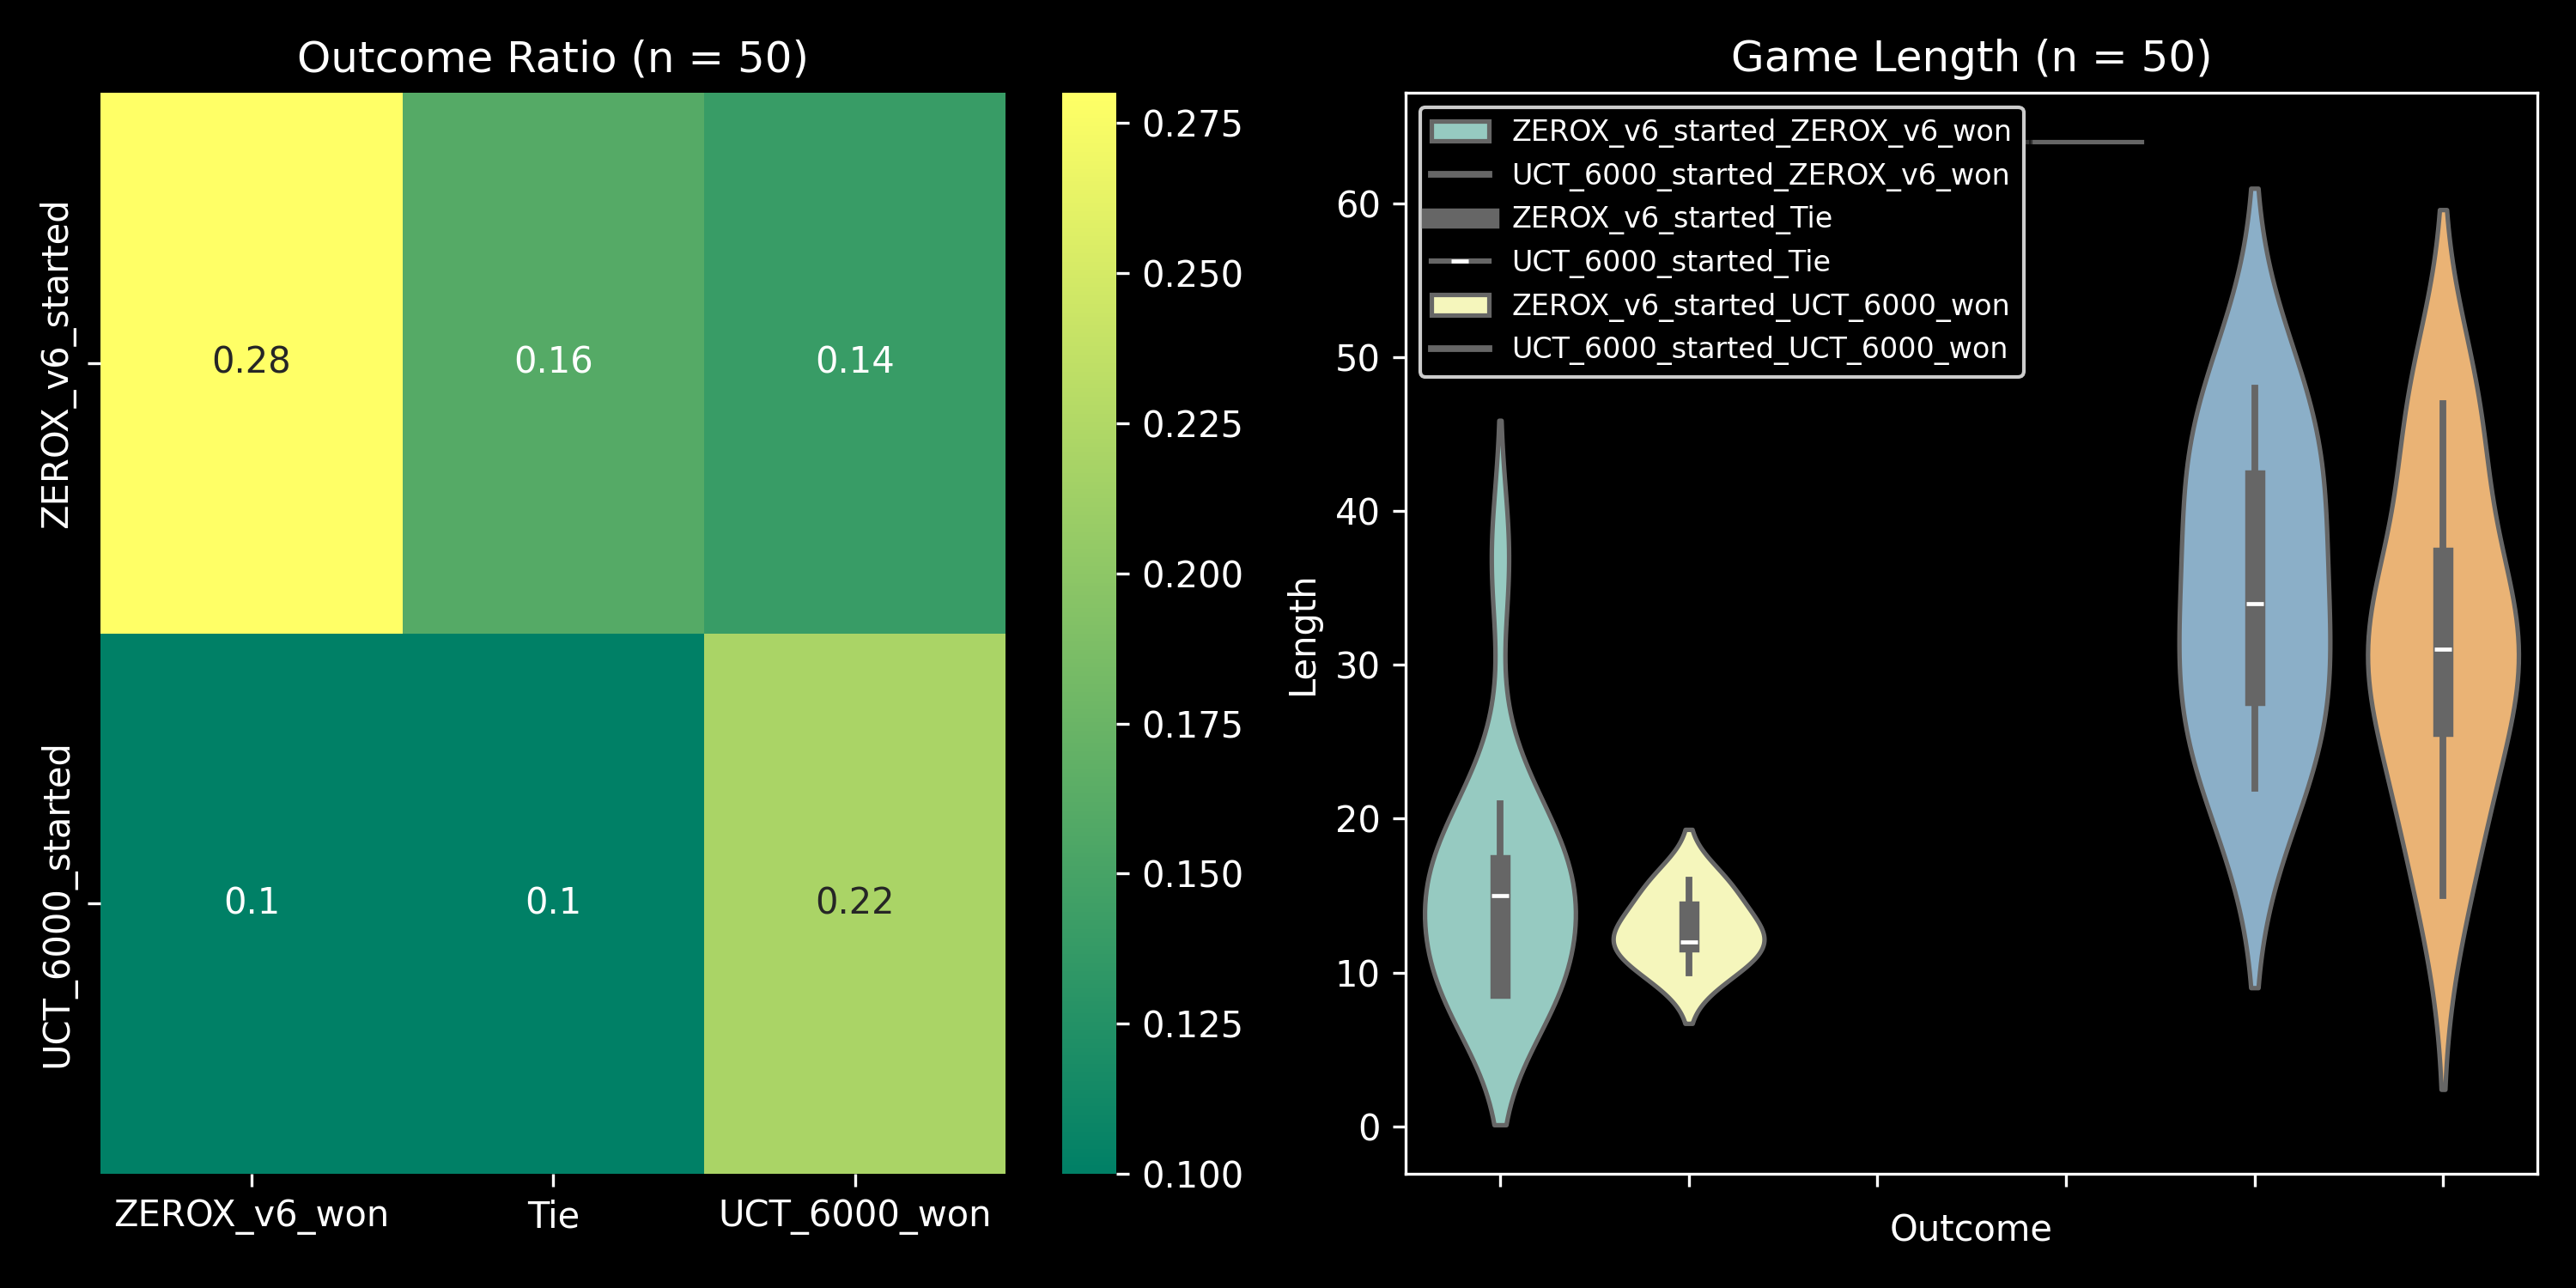 Outcome Ratio (n = 50)
ZEROX_v6_started
UCT_6000_started
0.28
0.16
0.14
0.1
0.1
0.22
ZEROX_v6_won
Tie
UCT_6000_won
0.275
0.250
0.225
0.200
0.175
0.150
0.125
0.100
Game Length (n = 50)
ZEROX_v6_started_ZEROX_v6_won
UCT_6000_started_ZEROX_v6_won
ZEROX_v6_started_Tie
UCT_6000_started_Tie
ZEROX_v6_started_UCT_6000_won
UCT_6000_started_UCT_6000_won
Length
60
50
40
30
20
10
0
Outcome